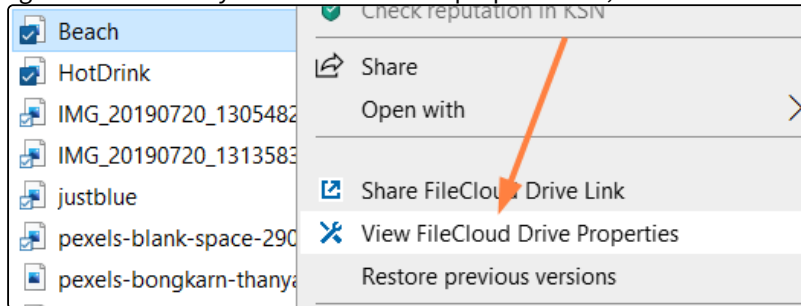 Beach
HotDrink
IMG_20190720_1305482
IMG_20190720_1313583
justblue
pexels-blank-space-290
pexels-bongkarn-thanya
Check reputation in KSN
Share
Open with
Share FileCloud Drive Link
View FileCloud Drive Properties
Restore previous versions